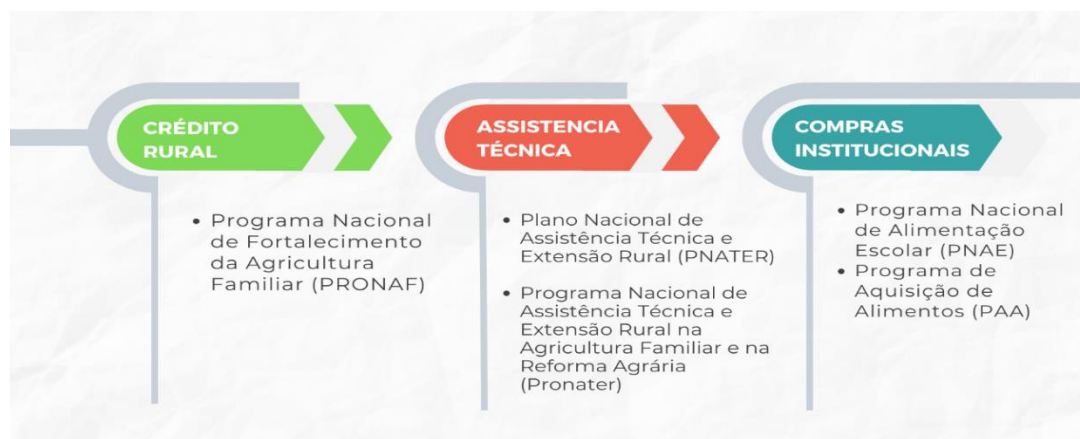 CRÉDITO
RURAL
• Programa Nacional
de Fortalecimento
da Agricultura
Familiar (PRONAF)
ASSISTENCIA
TÉCNICA
• Plano Nacional de
Assistência Técnica e
Extensão Rural (PNATER)
• Programa Nacional de
Assistência Técnica e
Extensão Rural na
Agricultura Familiar e na
Reforma Agrária
(Pronater)
COMPRAS
INSTITUCIONAIS
• Programa Nacional
de Alimentação
Escolar (PNAE)
• Programa de
Aquisição de
Alimentos (PAA)